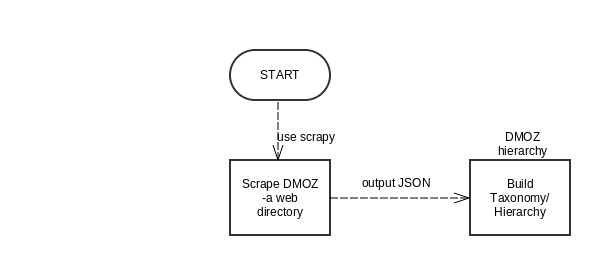 START
use scrapy
DMOZ
hierarchy
Scrape DMOZ
-a web
directory
output JSON
Build
Taxonomy/
Hierarchy